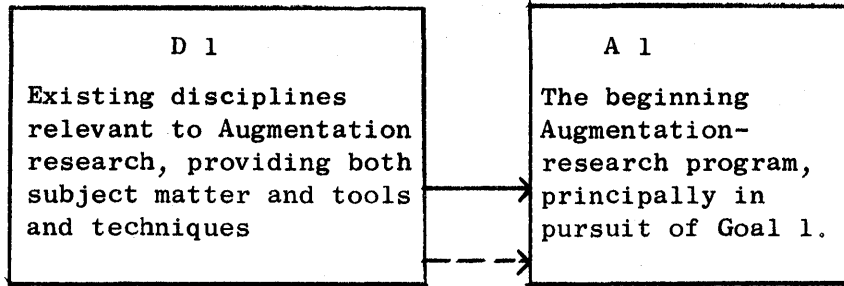 D 1
Existing disciplines
relevant to Augmentation
research, providing both
subject matter and tools
and techniques
A 1
The beginning
Augmentation-
research program,
principally in
pursuit of Goal 1.